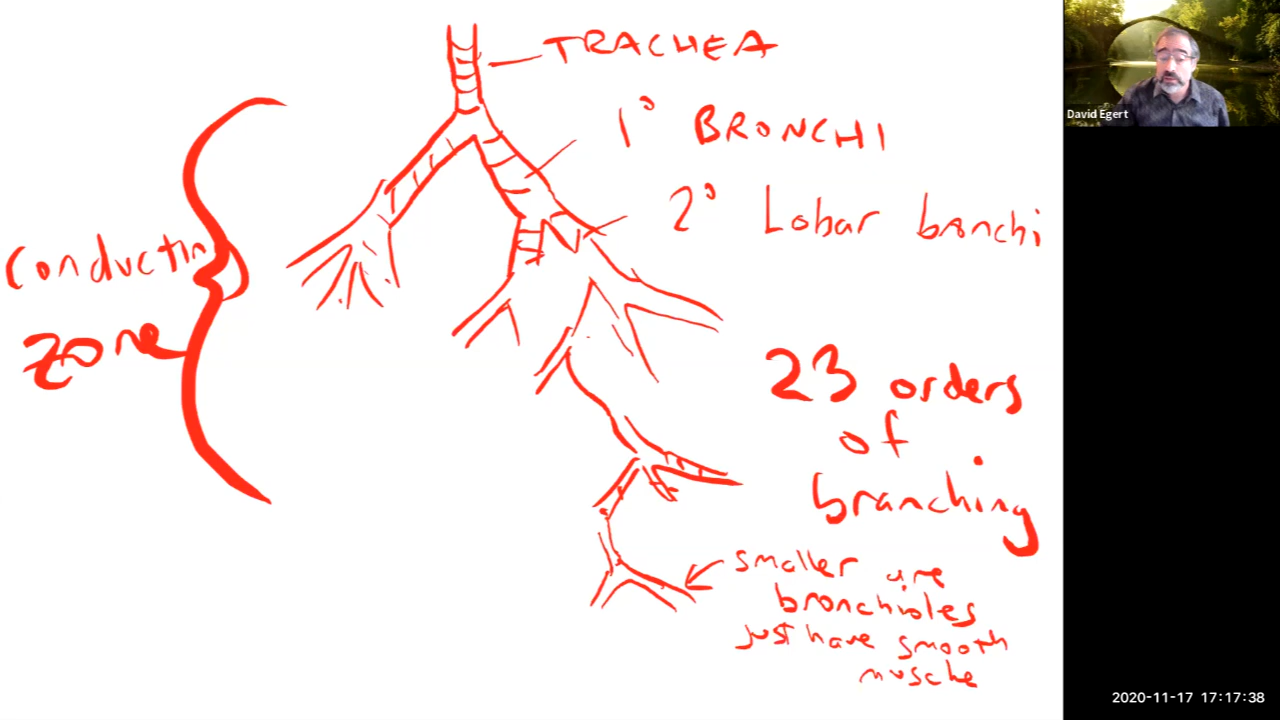 TRACHEA
1° BRONCHI
2° Lobar bronchi
Conducting
zone
23 orders
of
branching
smaller are
bronchioles
just have smooth
muscle
David Egert
2020-11-17 17:17:38